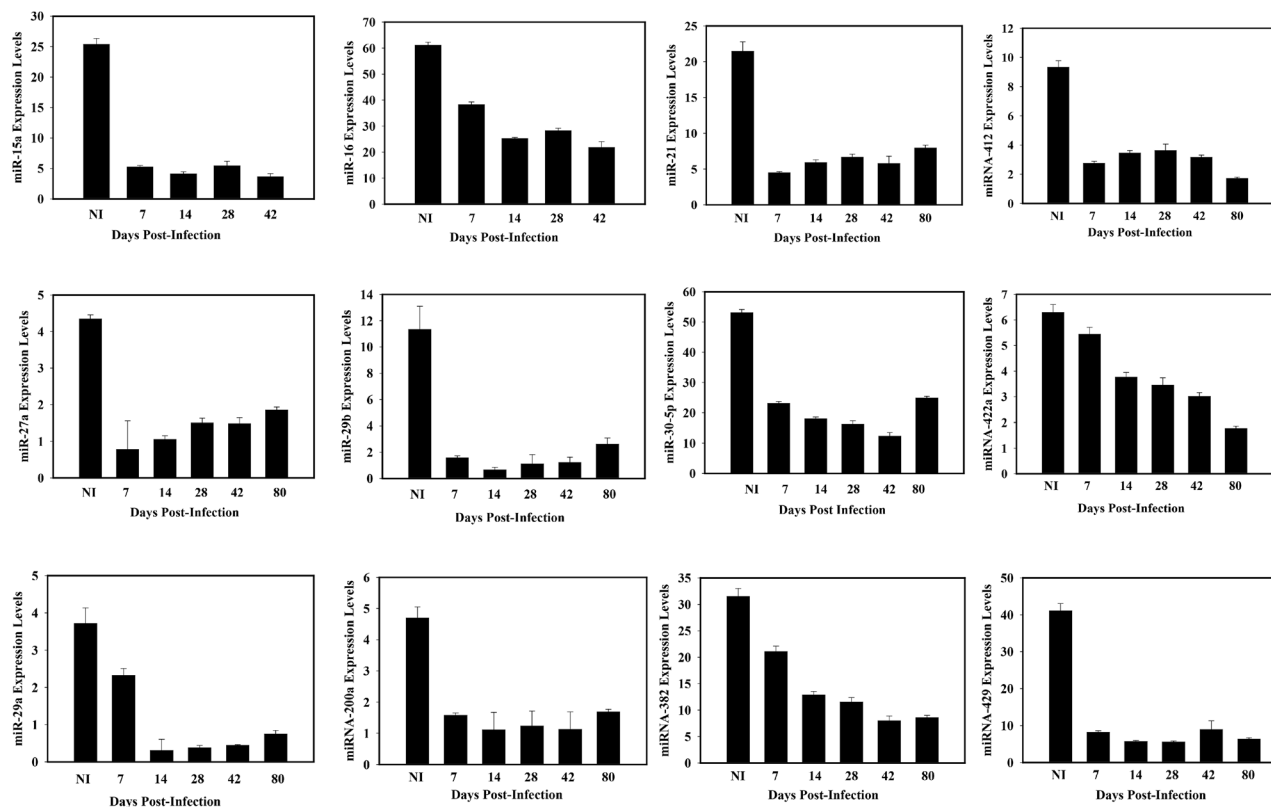 miR-15a Expression Levels
30
25
20
15
10
5
0
NI 7 14 28 42
Days Post-Infection
miR-16 Expression Levels
70
60
50
40
30
20
10
0
NI 7 14 28 42
Days Post-Infection
miR-21 Expression Levels
25
20
15
10
5
0
NI 7 14 28 42 80
Days Post-Infection
miRNA-412 Expression Levels
12
10
8
6
4
2
0
NI 7 14 28 42 80
Days Post-Infection
miR-27a Expression Levels
5
4
3
2
1
0
NI 7 14 28 42 80
Days Post-Infection
miR-29b Expression Levels
14
12
10
8
6
4
2
0
NI 7 14 28 42 80
Days Post-Infection
miR-30-5p Expression Levels
60
50
40
30
20
10
0
NI 7 14 28 42 80
Days Post Infection
miRNA-422a Expression Levels
7
6
5
4
3
2
1
0
NI 7 14 28 42 80
Days Post-Infection
miR-29a Expression Levels
5
4
3
2
1
0
NI 7 14 28 42 80
Days Post-Infection
miRNA-200a Expression Levels
6
5
4
3
2
1
0
NI 7 14 28 42 80
Days Post-Infection
miRNA-382 Expression Levels
35
30
25
20
15
10
5
0
NI 7 14 28 42 80
Days Post-Infection
miRNA-429 Expression Levels
50
40
30
20
10
0
NI 7 14 28 42 80
Days Post-Infection